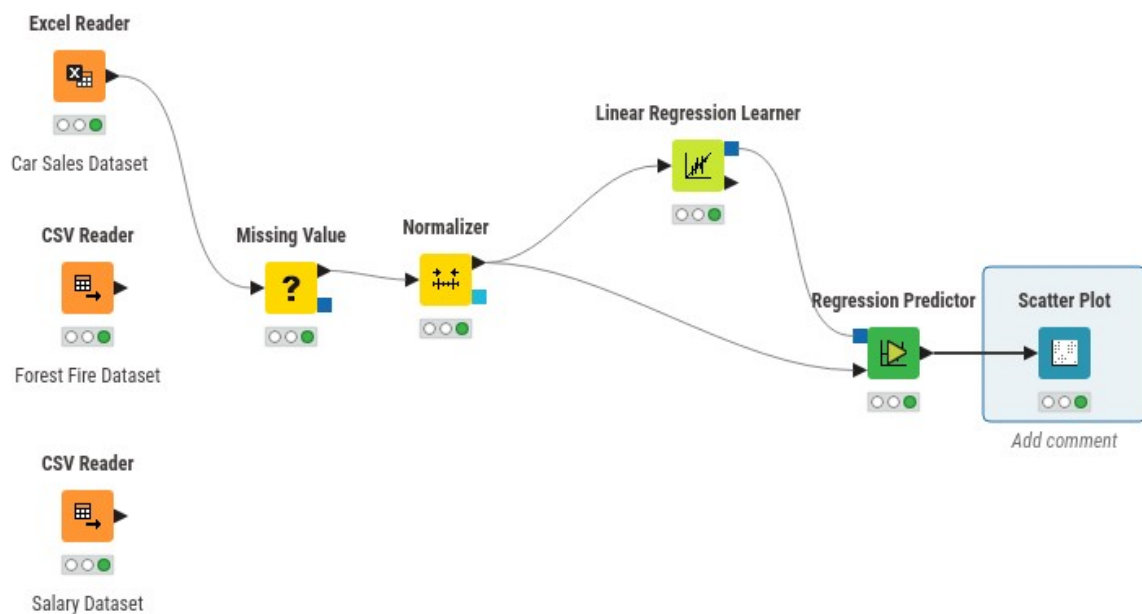 Excel Reader
X
Car Sales Dataset
CSV Reader
Forest Fire Dataset
CSV Reader
Salary Dataset
Missing Value
?
Normalizer
Linear Regression Learner
Regression Predictor
Scatter Plot
Add comment